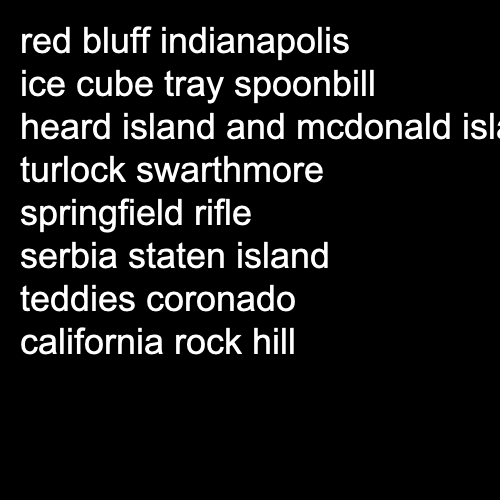 red bluff indianapolis
ice cube tray spoonbill
heard island and mcdonald
turlock swarthmore
springfield rifle
serbia staten island
teddies coronado
california rock hill